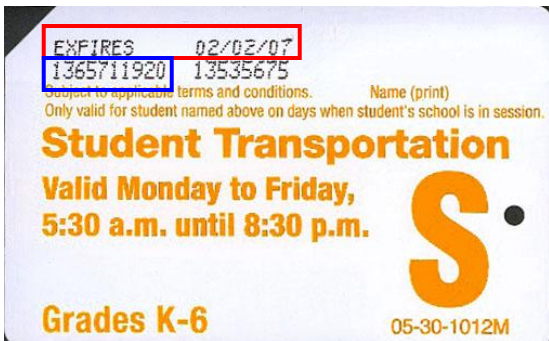 EXPIRES 02/02/07
1365711920 13535675
Subject to applicable terms and conditions. Name (print)
Only valid for student named above on days when student's school is in session.
Student Transportation
Valid Monday to Friday,
5:30 a.m. until 8:30 p.m.
S
Grades K-6
05-30-1012M